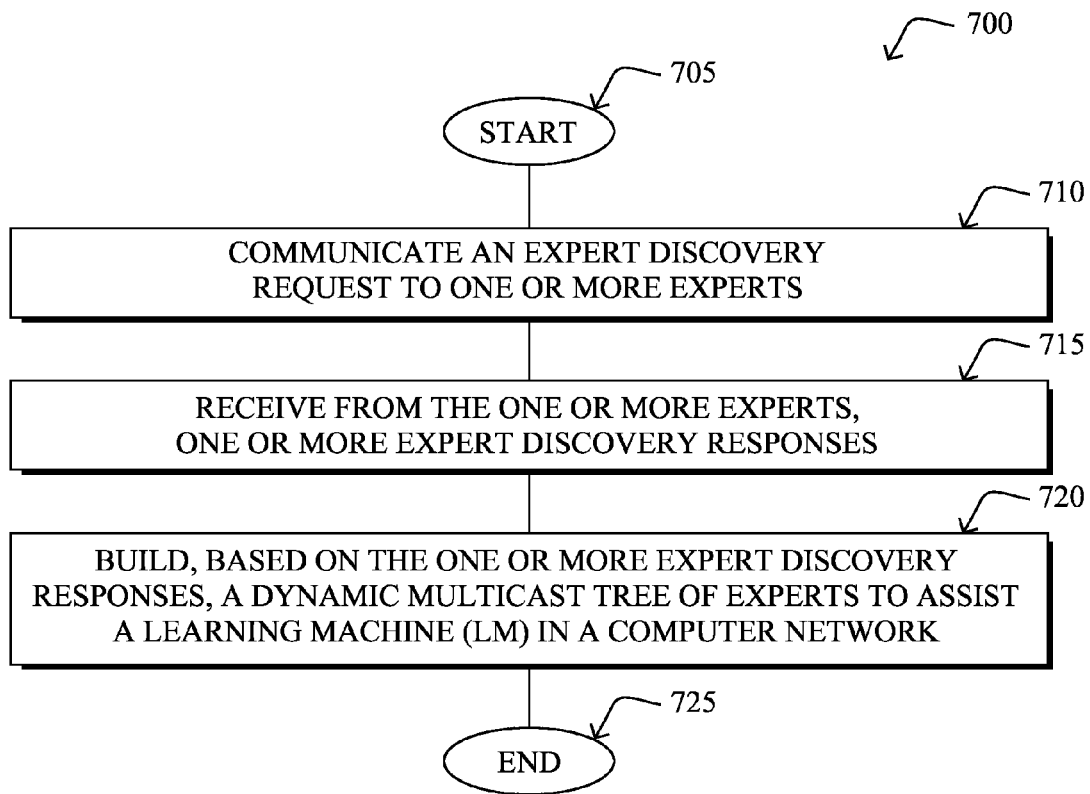 700
705
START
710
COMMUNICATE AN EXPERT DISCOVERY
REQUEST TO ONE OR MORE EXPERTS
715
RECEIVE FROM THE ONE OR MORE EXPERTS,
ONE OR MORE EXPERT DISCOVERY RESPONSES
720
BUILD, BASED ON THE ONE OR MORE EXPERT DISCOVERY
RESPONSES, A DYNAMIC MULTICAST TREE OF EXPERTS TO ASSIST
A LEARNING MACHINE (LM) IN A COMPUTER NETWORK
725
END